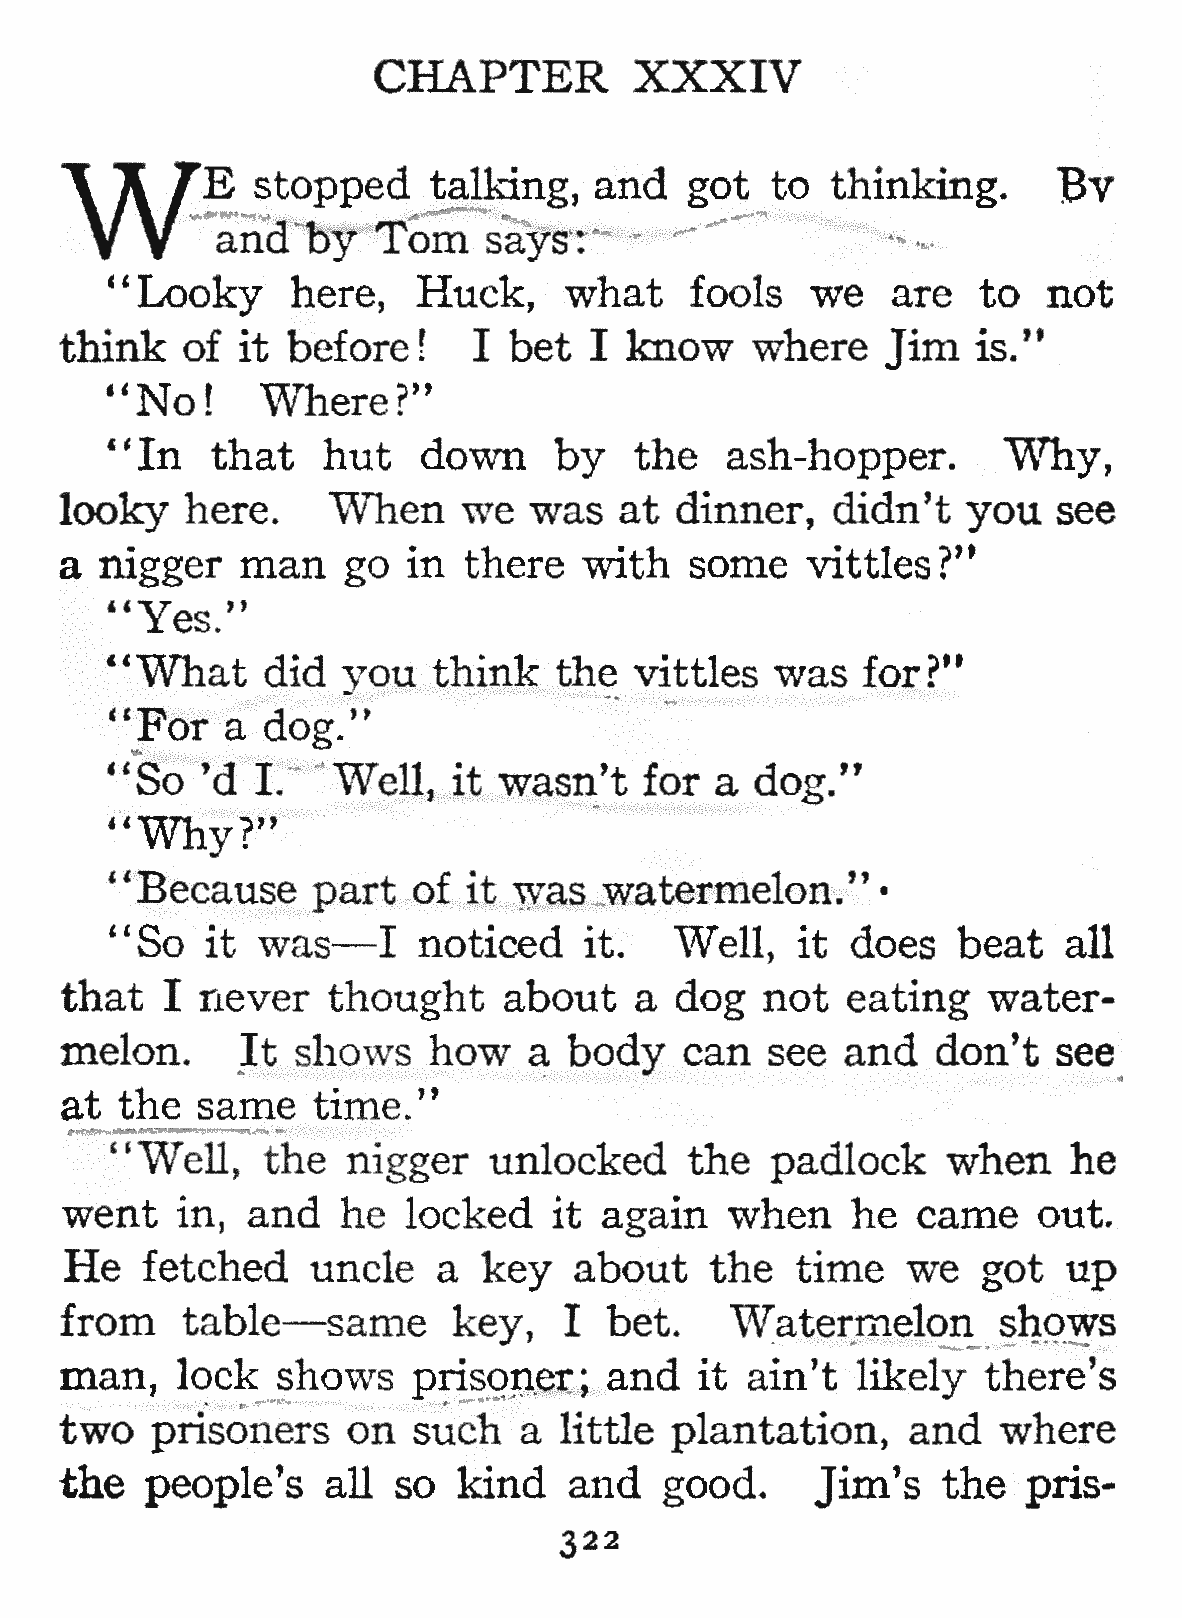 CHAPTER XXXIV
WE stopped talking, and got to thinking. By
and by Tom says:
"Looky here, Huck, what fools we are to not
think of it before! I bet I know where Jim is."
"No! Where?"
"In that hut down by the ash-hopper. Why,
looky here. When we was at dinner, didn't you see
a nigger man go in there with some vittles?"
"Yes."
"What did you think the vittles was for?"
"For a dog."
"So 'd I. Well, it wasn't for a dog."
"Why?"
"Because part of it was watermelon."
"So it was—I noticed it. Well, it does beat all
that I never thought about a dog not eating water-
melon. It shows how a body can see and don't see
at the same time."
"Well, the nigger unlocked the padlock when he
went in, and he locked it again when he came out.
He fetched uncle a key about the time we got up
from table—same key, I bet. Watermelon shows
man, lock shows prisoner; and it ain't likely there's
two prisoners on such a little plantation, and where
the people's all so kind and good. Jim's the pris-
322